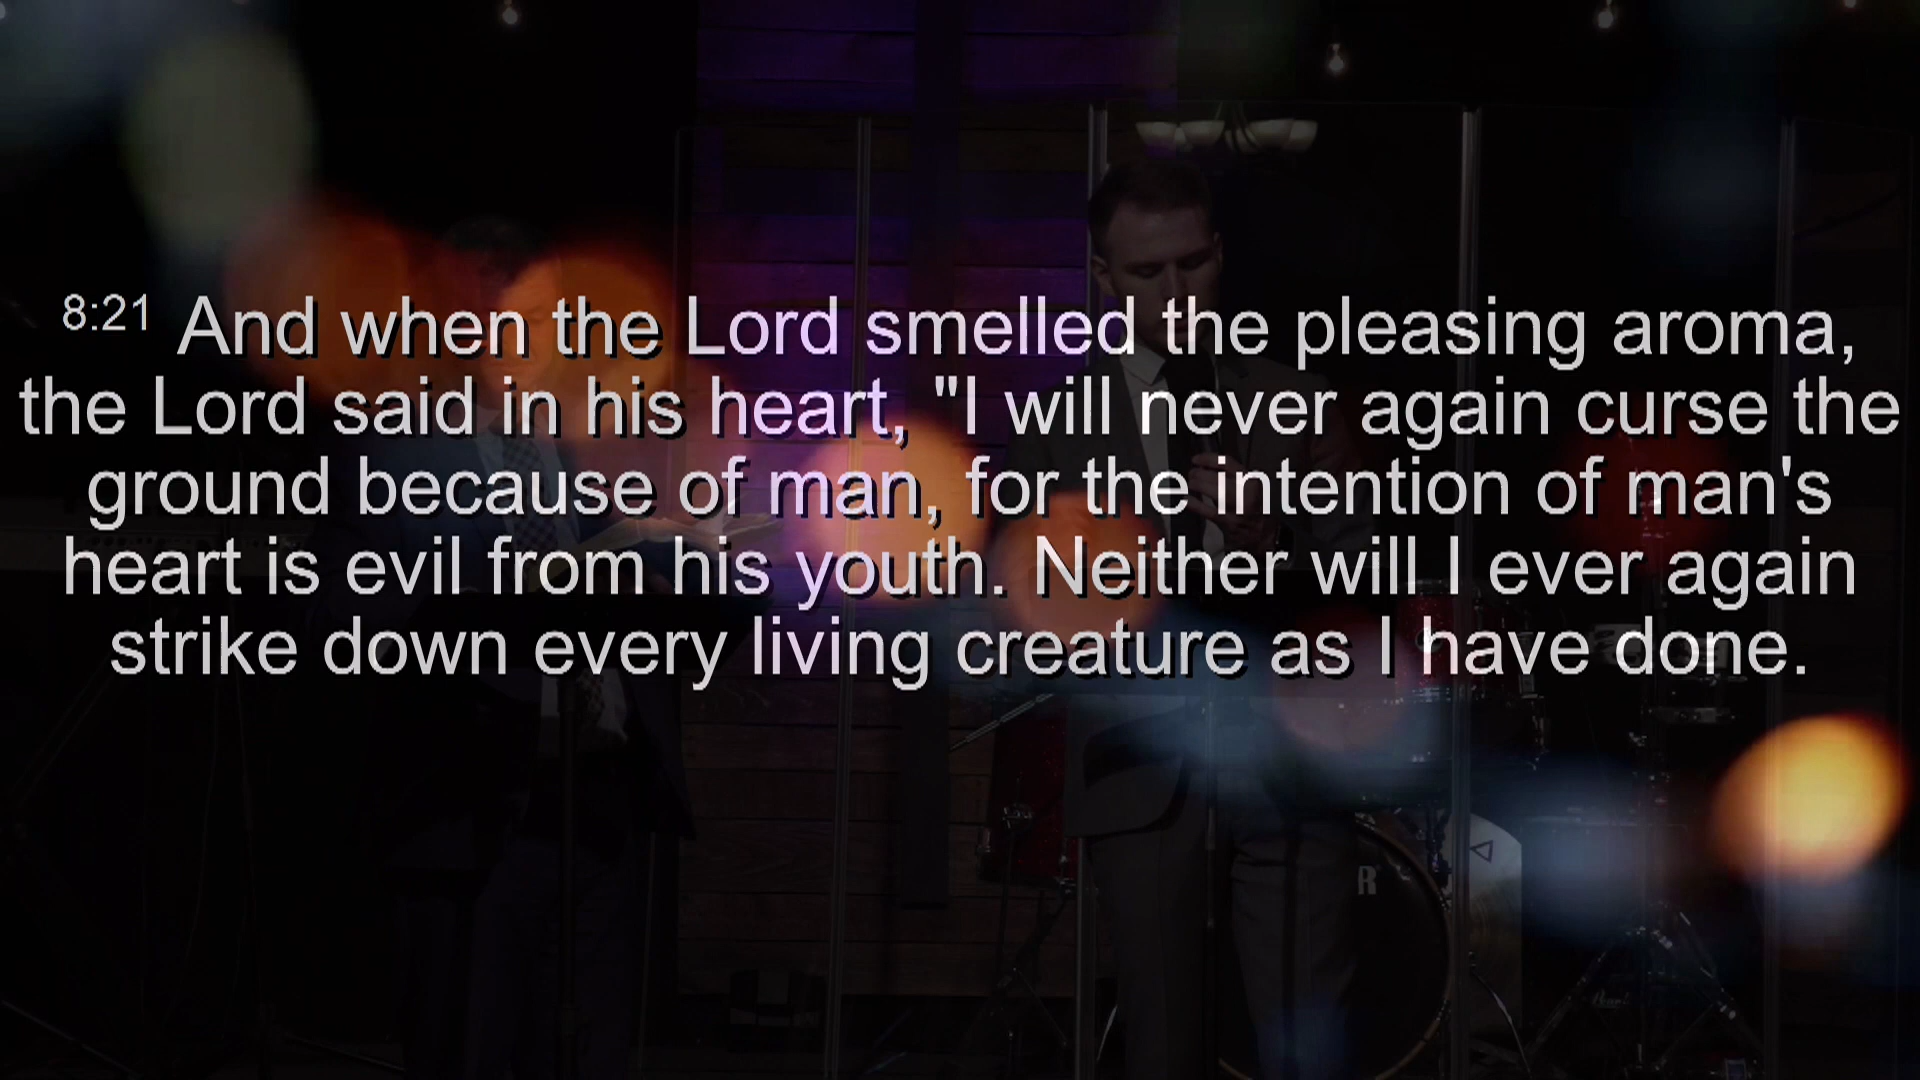 8:21 And when the Lord smelled the pleasing aroma,
the Lord said in his heart, "I will never again curse the
ground because of man, for the intention of man's
heart is evil from his youth. Neither will I ever again
strike down every living creature as I have done.
R